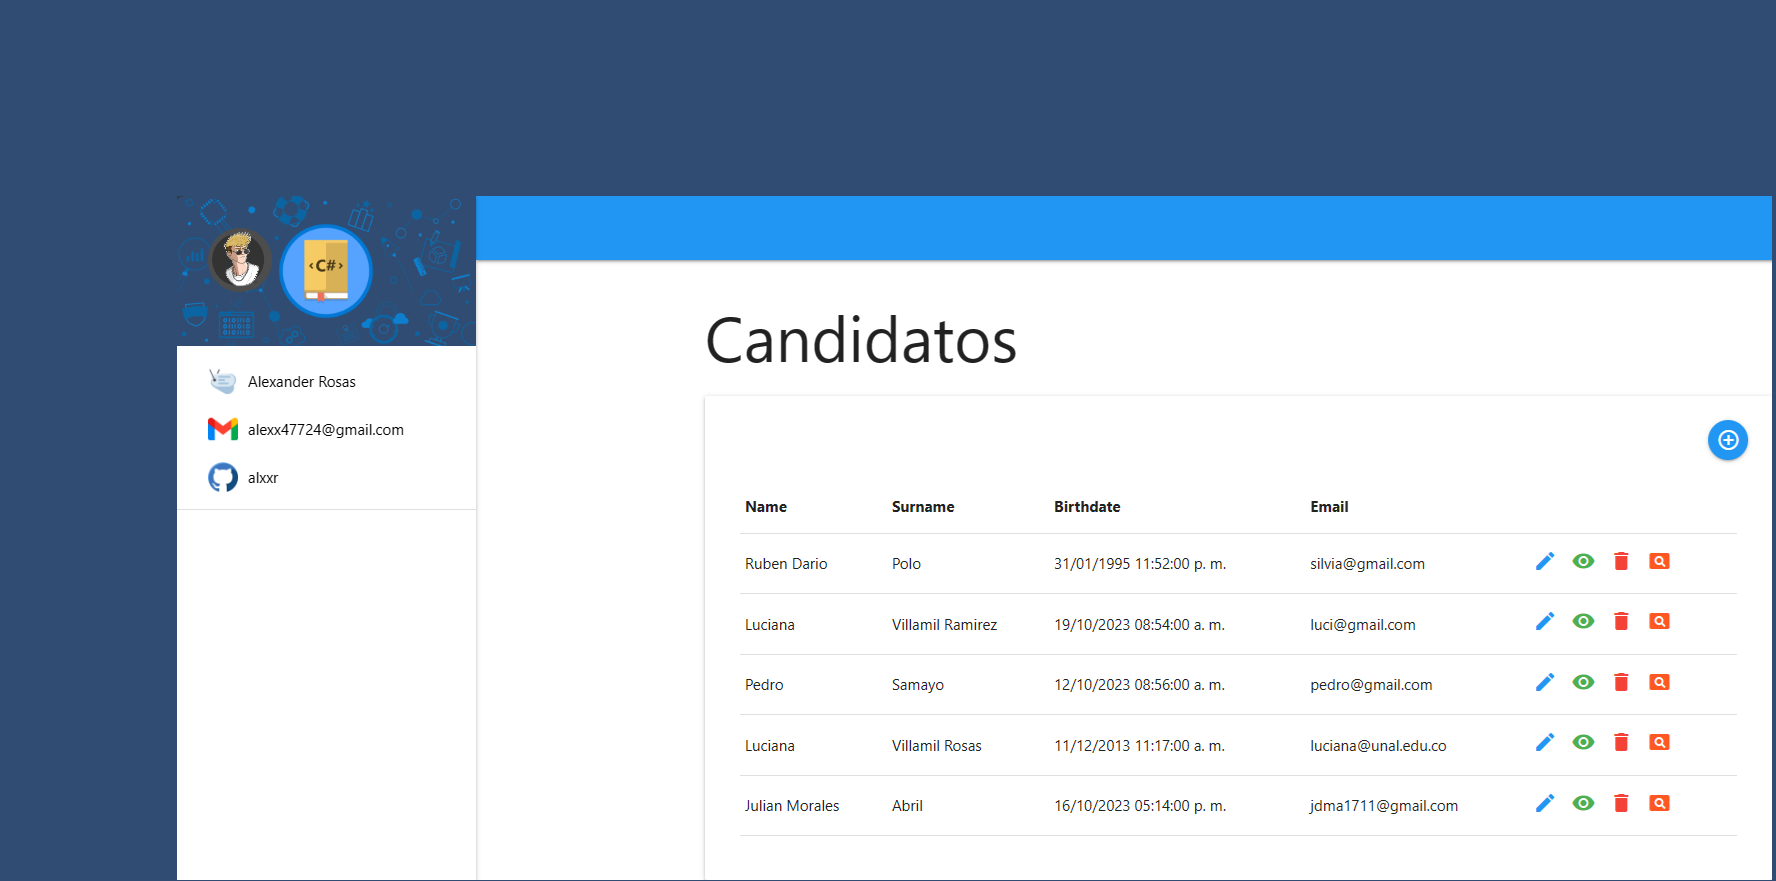 ‹C#›
Alexander Rosas
alexx47724@gmail.com
alxxr
Candidatos
Name Surname Birthdate Email
Ruben Dario Polo 31/01/1995 11:52:00 p. m. silvia@gmail.com
Luciana Villamil Ramirez 19/10/2023 08:54:00 a. m. luci@gmail.com
Pedro Samayo 12/10/2023 08:56:00 a. m. pedro@gmail.com
Luciana Villamil Rosas 11/12/2013 11:17:00 a. m. luciana@unal.edu.co
Julian Morales Abril 16/10/2023 05:14:00 p. m. jdma1711@gmail.com